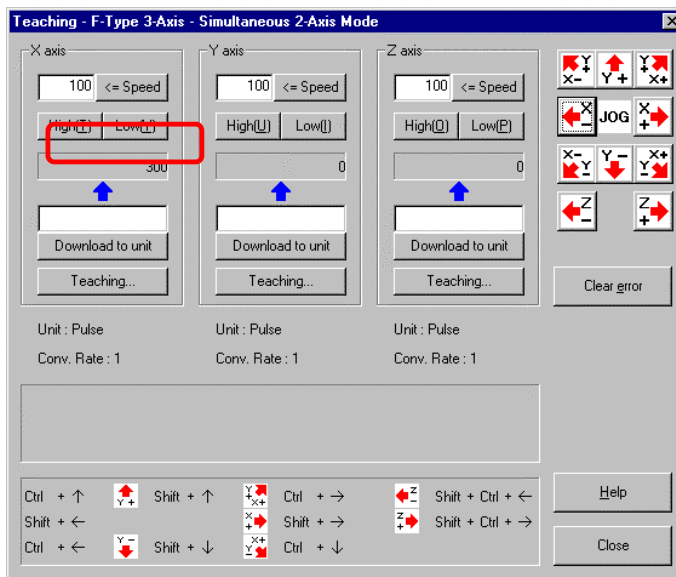 Teaching - F-Type 3-Axis - Simultaneous 2-Axis Mode
X axis
100 <= Speed
High(T) Low(Y)
300
Download to unit
Teaching...
Unit : Pulse
Conv. Rate : 1
Y axis
100 <= Speed
High(U) Low(I)
0
Download to unit
Teaching...
Unit : Pulse
Conv. Rate : 1
Z axis
100 <= Speed
High(O) Low(P)
0
Download to unit
Teaching...
Unit : Pulse
Conv. Rate : 1
Y + X- Y + Y + X+
X - JOG X +
X- Y - Y - X+ Y -
Z - Z +
Clear error
Ctrl + ↑ Y + Shift + ↑ Y + X+ Ctrl + → Z - Shift + Ctrl + ←
Shift + ← X + Shift + → Z + Shift + Ctrl + →
Ctrl + ← Y - Shift + ↓ X+ Y - Ctrl + ↓
Help
Close